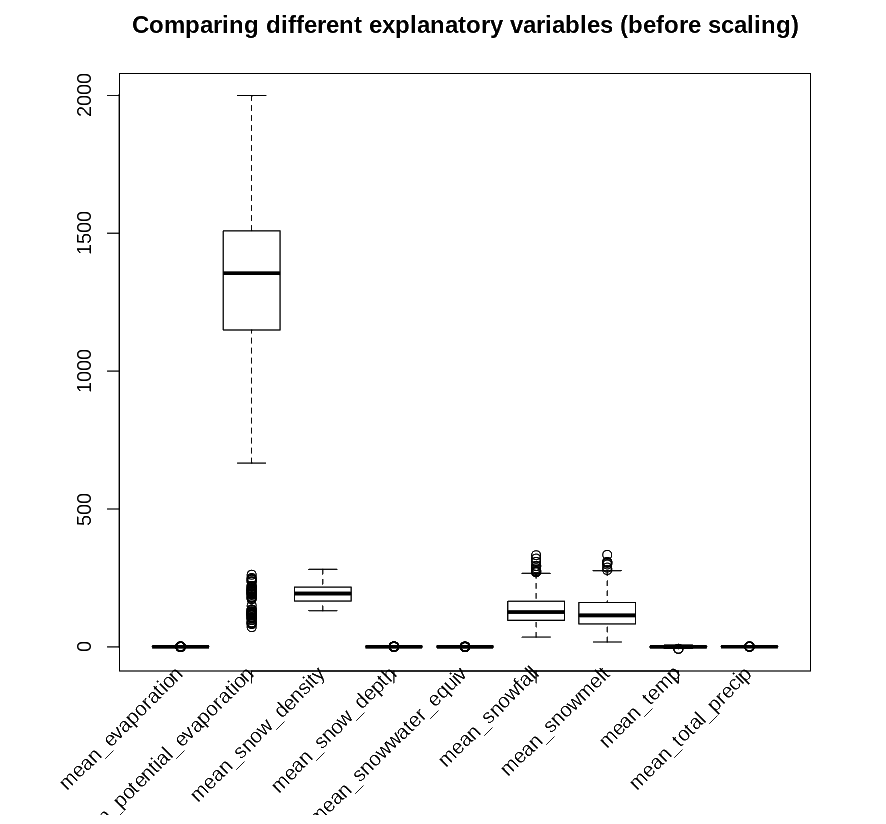 Comparing different explanatory variables (before scaling)
2000
1500
1000
500
0
mean_evaporation
_potential_evaporation
mean_snow_density
mean_snow_depth
mean_snowwater_equiv
mean_snowfall
mean_snowmelt
mean_temp
mean_total_precip